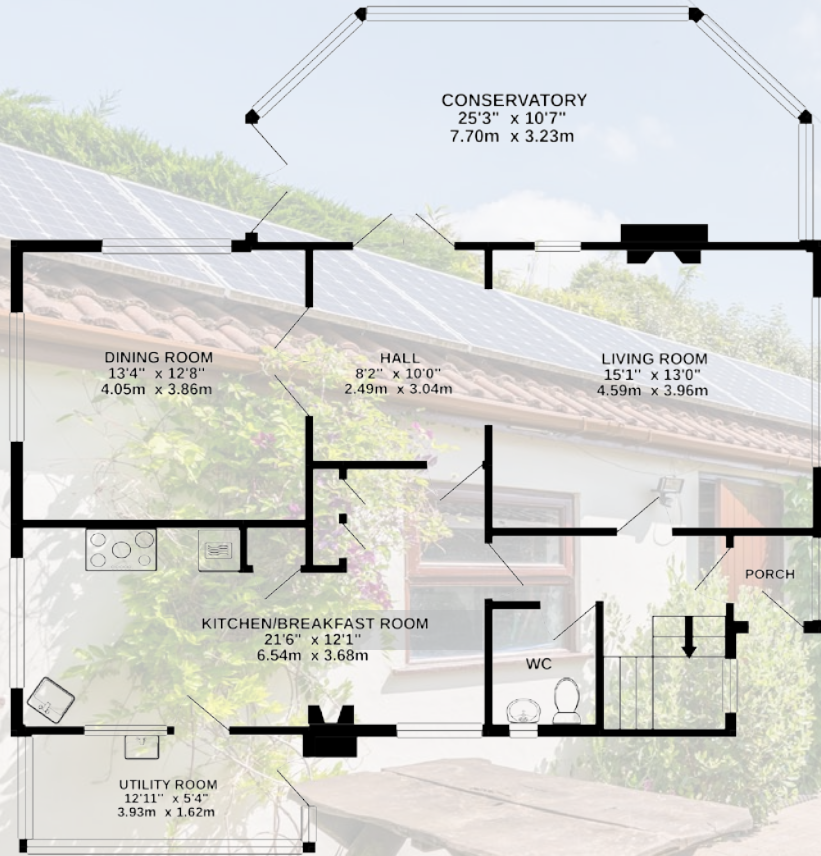 CONSERVATORY
25'3" x 10'7"
7.70m x 3.23m
DINING ROOM
13'4" x 12'8"
4.05m x 3.86m
HALL
8'2" x 10'0"
2.49m x 3.04m
LIVING ROOM
15'1" x 13'0"
4.59m x 3.96m
PORCH
KITCHEN/BREAKFAST ROOM
21'6" x 12'1"
6.54m x 3.68m
WC
UTILITY ROOM
12'11" x 5'4"
3.93m x 1.62m